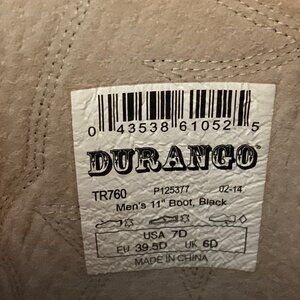 0 43538 61052 5
DURANGO
TR760 P125377 02-14
Men's 11" Boot, Black
USA 7D
EU 39.5D UK 6D
MADE IN CHINA